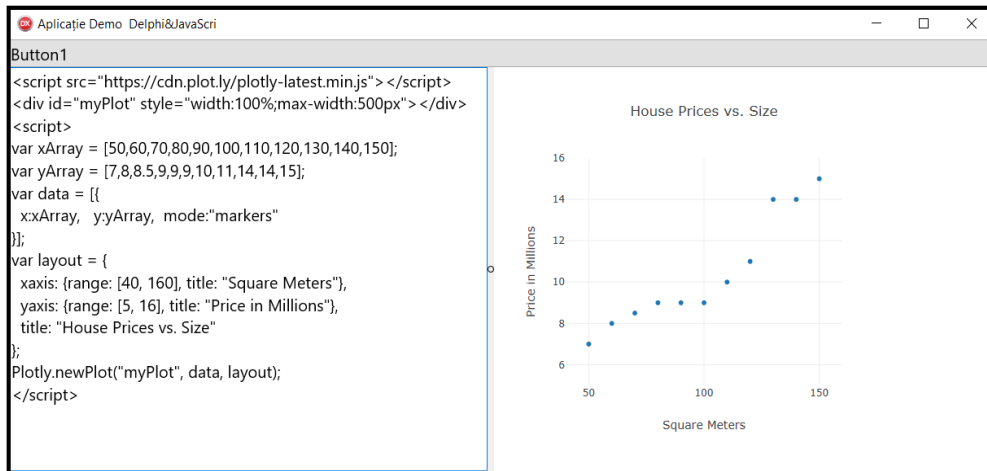 DX Aplicație Demo Delphi&JavaScri
Button1
<script src="https://cdn.plot.ly/plotly-latest.min.js"></script>
<div id="myPlot" style="width:100%;max-width:500px"></div>
<script>
var xArray = [50,60,70,80,90,100,110,120,130,140,150];
var yArray = [7,8,8.5,9,9,9,10,11,14,14,15];
var data = [{
  x:xArray,   y:yArray,  mode:"markers"
}];
var layout = {
  xaxis: {range: [40, 160], title: "Square Meters"},
  yaxis: {range: [5, 16], title: "Price in Millions"},
  title: "House Prices vs. Size"
};
Plotly.newPlot("myPlot", data, layout);
</script>
House Prices vs. Size
16
14
12
10
8
6
Price in Millions
50 100 150
Square Meters